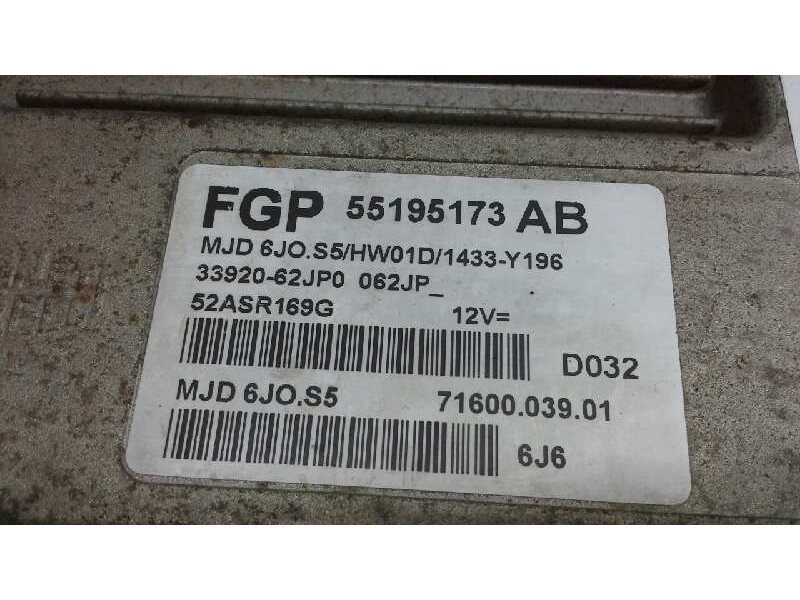 FGP 55195173 AB
MJD 6JO.S5/HW01D/1433-Y196
33920-62JP0 062JP_
52ASR169G 12V=
D032
MJD 6JO.S5 71600.039.01
6J6